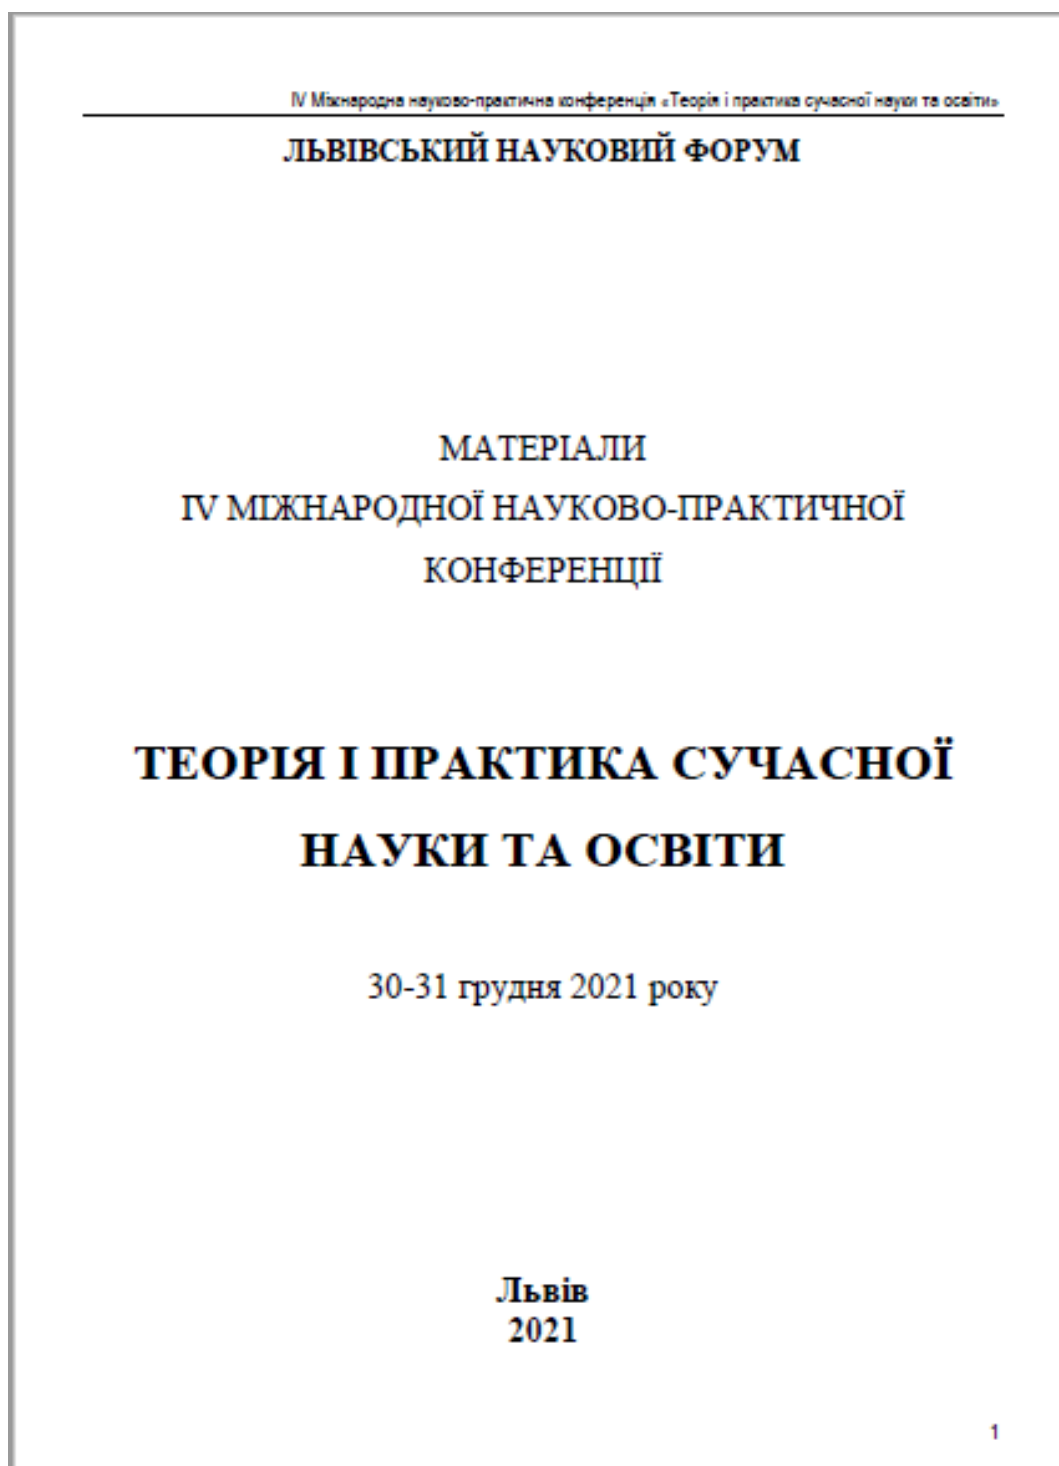 IV Міжнародна науково-практична конференція «Теорія і практика сучасної науки та освіти»
ЛЬВІВСЬКИЙ НАУКОВИЙ ФОРУМ
МАТЕРІАЛИ
IV МІЖНАРОДНОЇ НАУКОВО-ПРАКТИЧНОЇ
КОНФЕРЕНЦІЇ
ТЕОРІЯ І ПРАКТИКА СУЧАСНОЇ
НАУКИ ТА ОСВІТИ
30-31 грудня 2021 року
Львів
2021
1